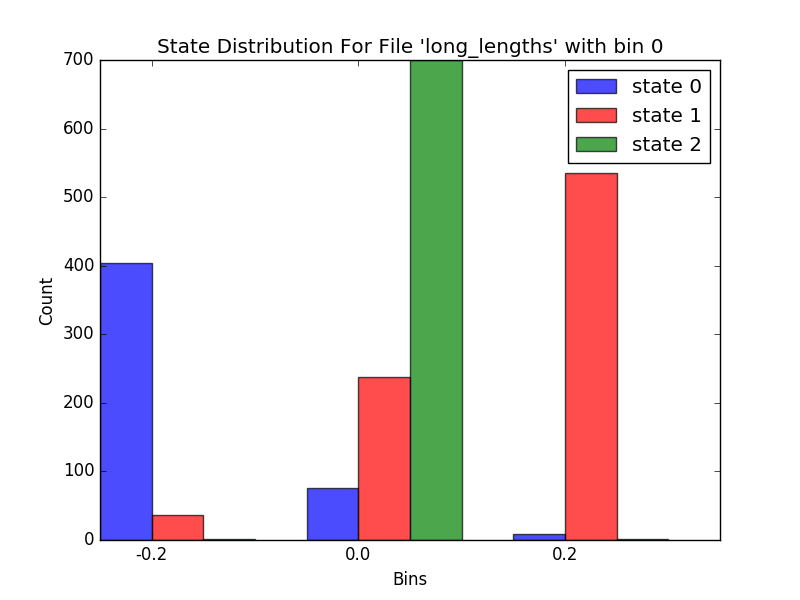 State Distribution For File 'long_lengths' with bin 0
700
600
500
400
300
200
100
0
Count
state 0
state 1
state 2
-0.2
0.0
0.2
Bins